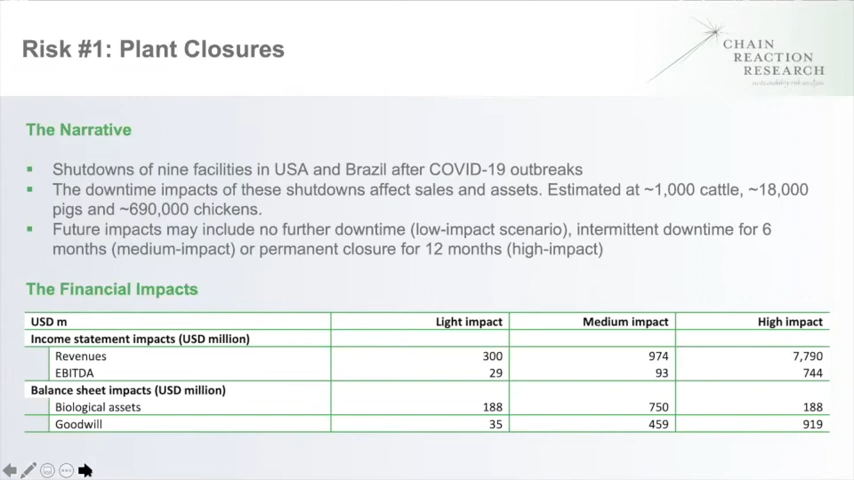 Risk #1: Plant Closures
CHAIN
REACTION
RESEARCH
sustainability risk analysis
The Narrative
Shutdowns of nine facilities in USA and Brazil after COVID-19 outbreaks
The downtime impacts of these shutdowns affect sales and assets. Estimated at ~1,000 cattle, ~18,000
pigs and ~690,000 chickens.
Future impacts may include no further downtime (low-impact scenario), intermittent downtime for 6
months (medium-impact) or permanent closure for 12 months (high-impact)
The Financial Impacts
USD m Light impact Medium impact High impact
Income statement impacts (USD million)
Revenues 300 974 7,790
EBITDA 29 93 744
Balance sheet impacts (USD million)
Biological assets 188 750 188
Goodwill 35 459 919